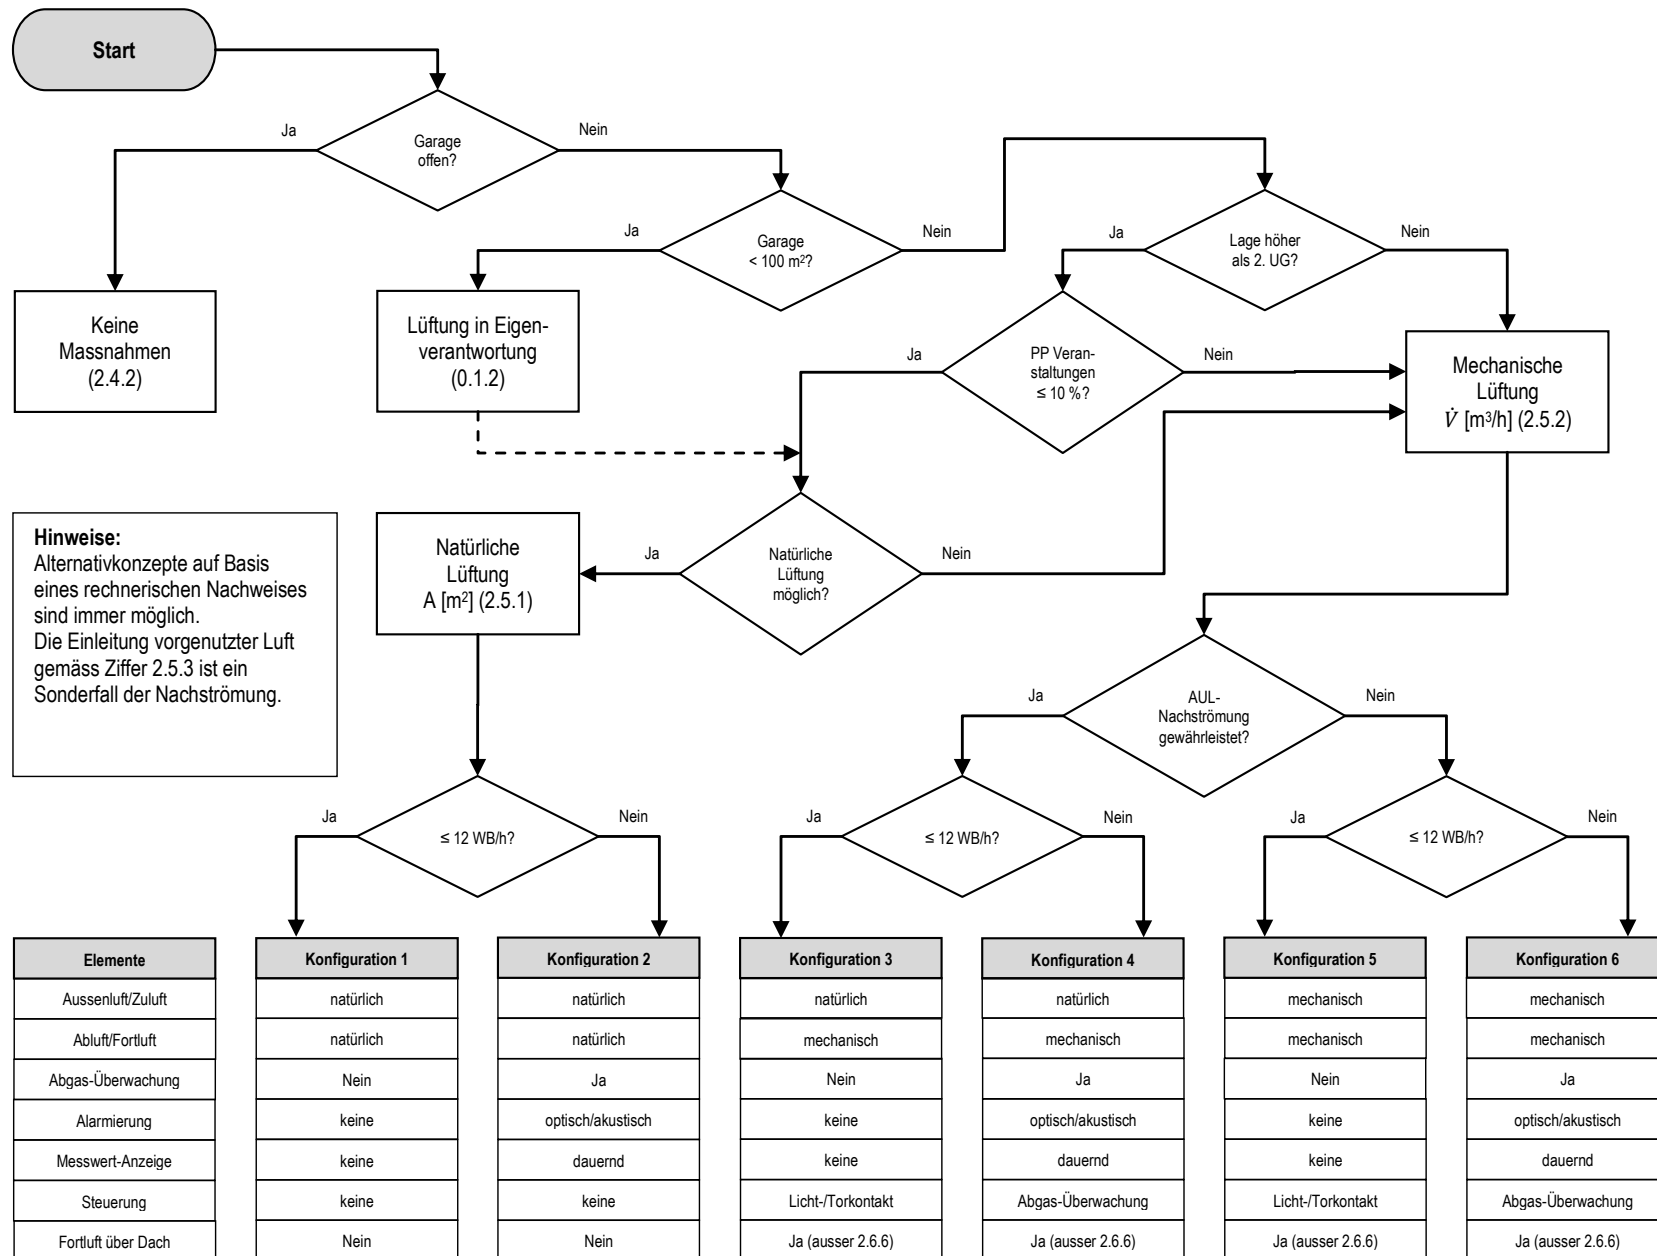 Start
Ja
Garage
offen?
Nein
Ja
Garage
< 100 m²?
Nein
Ja
Lage höher
als 2. UG?
Nein
Keine
Massnahmen
(2.4.2)
Lüftung in Eigen-
verantwortung
(0.1.2)
Ja
PP Veran-
staltungen
≤ 10 %?
Nein
Mechanische
Lüftung
V̇ [m³/h] (2.5.2)
Hinweise:
Alternativkonzepte auf Basis
eines rechnerischen Nachweises
sind immer möglich.
Die Einleitung vorgenutzter Luft
gemäss Ziffer 2.5.3 ist ein
Sonderfall der Nachströmung.
Natürliche
Lüftung
A [m²] (2.5.1)
Ja
Natürliche
Lüftung
möglich?
Nein
Ja
AUL-
Nachströmung
gewährleistet?
Nein
Ja
≤ 12 WB/h?
Nein
Ja
≤ 12 WB/h?
Nein
Ja
≤ 12 WB/h?
Nein
Elemente Konfiguration 1 Konfiguration 2 Konfiguration 3 Konfiguration 4 Konfiguration 5 Konfiguration 6
Aussenluft/Zuluft natürlich natürlich natürlich natürlich mechanisch mechanisch
Abluft/Fortluft natürlich natürlich mechanisch mechanisch mechanisch mechanisch
Abgas-Überwachung Nein Ja Nein Ja Nein Ja
Alarmierung keine optisch/akustisch keine optisch/akustisch keine optisch/akustisch
Messwert-Anzeige keine dauernd keine dauernd keine dauernd
Steuerung keine keine Licht-/Torkontakt Abgas-Überwachung Licht-/Torkontakt Abgas-Überwachung
Fortluft über Dach Nein Nein Ja (ausser 2.6.6) Ja (ausser 2.6.6) Ja (ausser 2.6.6) Ja (ausser 2.6.6)